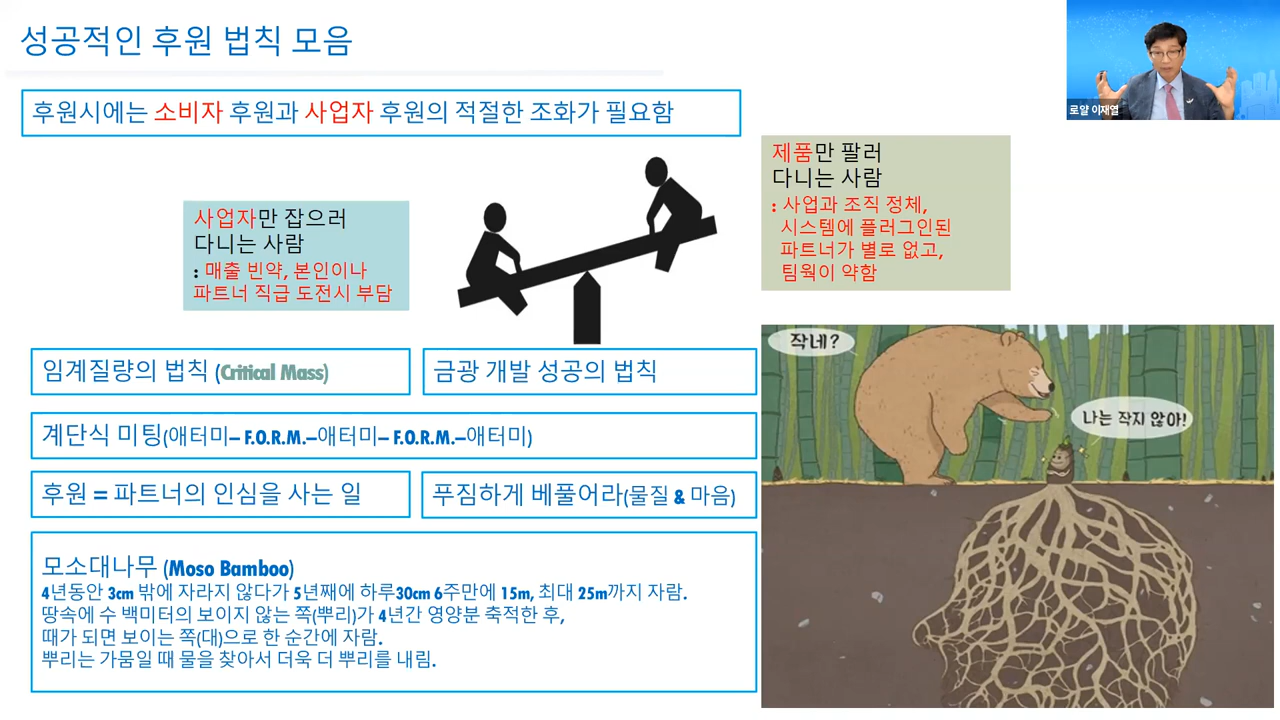 성공적인 후원 법칙 모음
로얄 이재열
후원시에는 소비자 후원과 사업자 후원의 적절한 조화가 필요함
사업자만 잡으러
다니는 사람
: 매출 빈약, 본인이나
파트너 직급 도전시 부담
제품만 팔러
다니는 사람
: 사업과 조직 정체,
시스템에 플러그인된
파트너가 별로 없고,
팀웍이 약함
임계질량의 법칙 (Critical Mass)
금광 개발 성공의 법칙
계단식 미팅(애터미– F.O.R.M.–애터미– F.O.R.M.–애터미)
후원 = 파트너의 인심을 사는 일
푸짐하게 베풀어라(물질 & 마음)
모소대나무 (Moso Bamboo)
4년동안 3cm 밖에 자라지 않다가 5년째에 하루30cm 6주만에 15m, 최대 25m까지 자람.
땅속에 수 백미터의 보이지 않는 쪽(뿌리)가 4년간 영양분 축적한 후,
때가 되면 보이는 쪽(대)으로 한 순간에 자람.
뿌리는 가뭄일 때 물을 찾아서 더욱 더 뿌리를 내림.
작네?
나는 작지 않아!